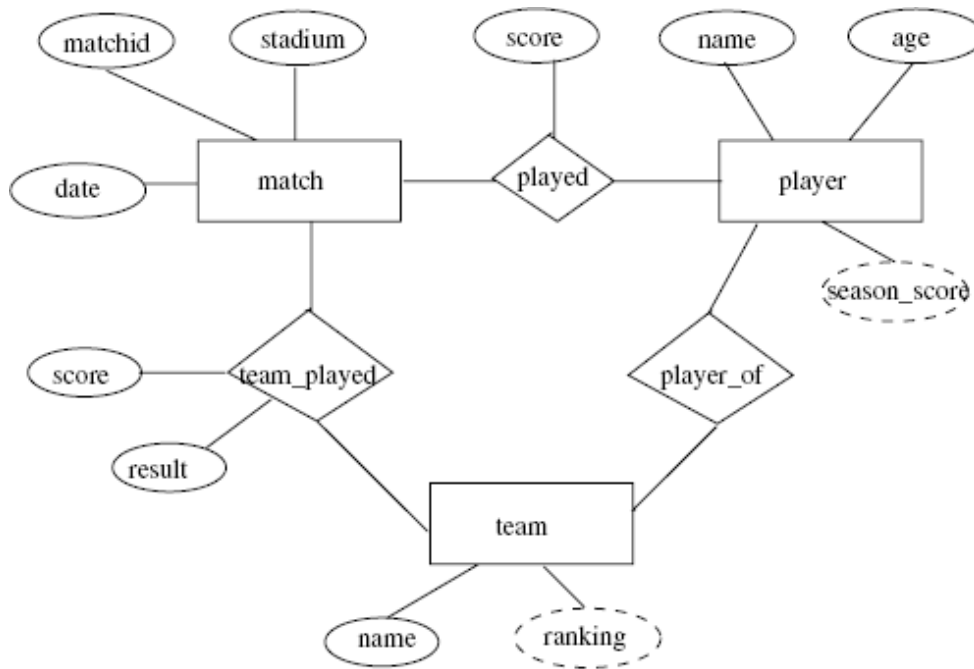 matchid
stadium
score
name
age
date
match
played
player
season_score
score
team_played
player_of
result
team
name
ranking